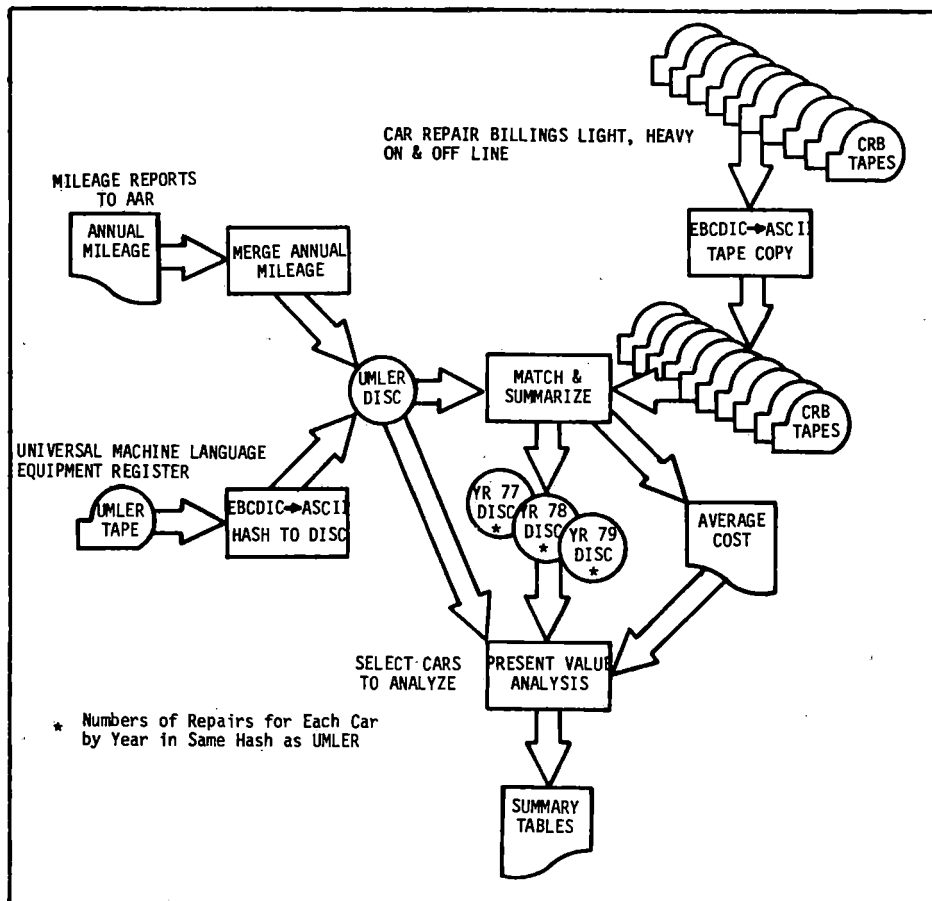 CAR REPAIR BILLINGS LIGHT, HEAVY
ON & OFF LINE
CRB
TAPES
EBCDIC→ASCII
TAPE COPY
CRB
TAPES
MILEAGE REPORTS
TO AAR
ANNUAL
MILEAGE
MERGE ANNUAL
MILEAGE
UMLER
DISC
MATCH &
SUMMARIZE
UNIVERSAL MACHINE LANGUAGE
EQUIPMENT REGISTER
UMLER
TAPE
EBCDIC→ASCII
HASH TO DISC
YR 77
DISC
*
YR 78
DISC
*
YR 79
DISC
*
AVERAGE
COST
SELECT CARS
TO ANALYZE
PRESENT VALUE
ANALYSIS
* Numbers of Repairs for Each Car
by Year in Same Hash as UMLER
SUMMARY
TABLES